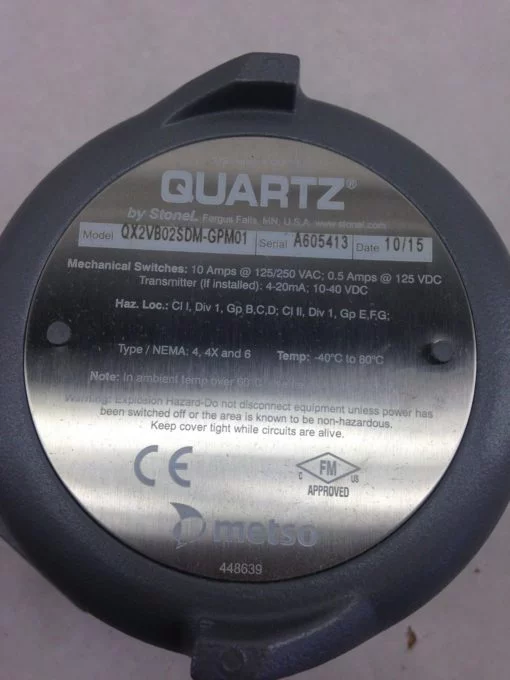 QUARTZ®
by StoneL Fergus Falls, MN, U.S.A. www.stonel.com
Model QX2VB02SDM-GPM01 Serial A605413 Date 10/15
Mechanical Switches: 10 Amps @ 125/250 VAC; 0.5 Amps @ 125 VDC
Transmitter (If installed): 4-20mA; 10-40 VDC
Haz. Loc.: Cl I, Div 1, Gp B,C,D; Cl II, Div 1, Gp E,F,G;
Type / NEMA: 4, 4X and 6 Temp: -40°C to 80°C
Note: In ambient temp over 60°C
Warning: Explosion Hazard-Do not disconnect equipment unless power has
been switched off or the area is known to be non-hazardous.
Keep cover tight while circuits are alive.
CE
C FM US
APPROVED
metso
448639